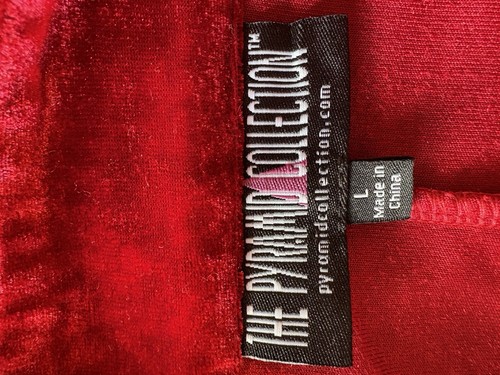 THE PYRAMID COLLECTION™
pyramidcollection.com
L
Made in
China